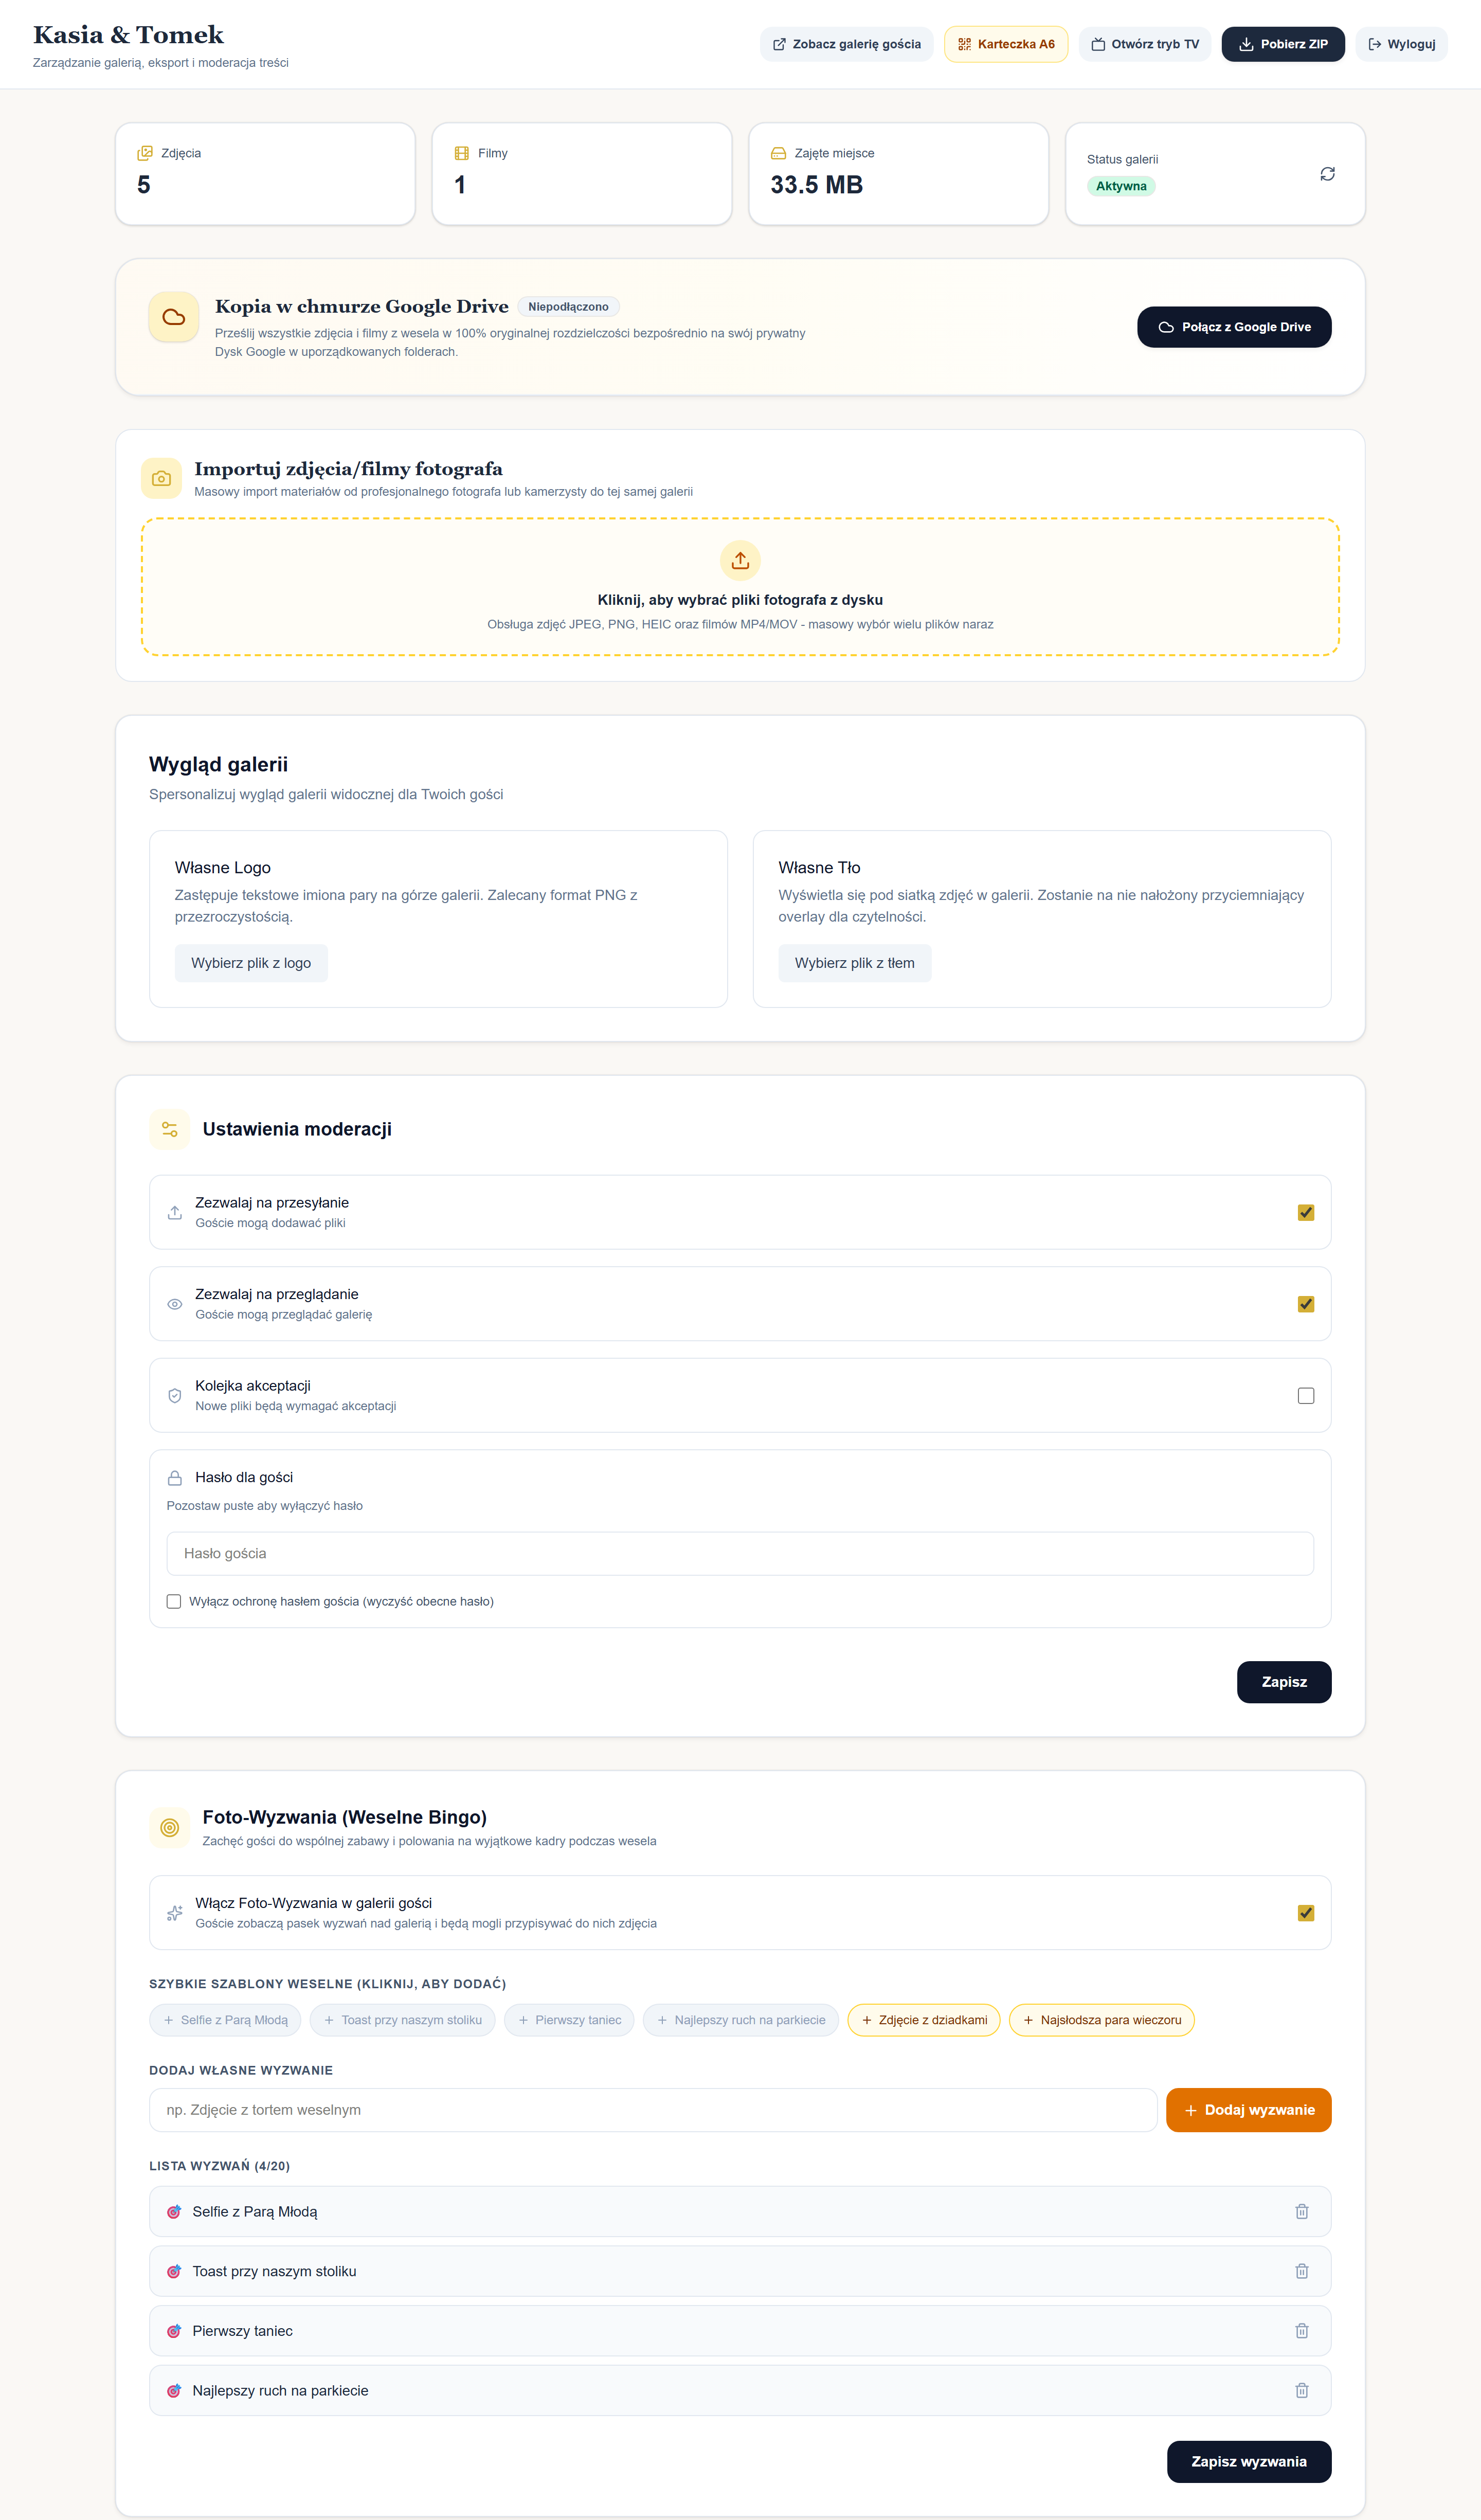 Kasia & Tomek
Zarządzanie galerią, eksport i moderacja treści
Zobacz galerię gościa
Karteczka A6
Otwórz tryb TV
Pobierz ZIP
Wyloguj
Zdjęcia
5
Filmy
1
Zajęte miejsce
33.5 MB
Status galerii
Aktywna
Kopia w chmurze Google Drive
Niepodłączono
Prześlij wszystkie zdjęcia i filmy z wesela w 100% oryginalnej rozdzielczości bezpośrednio na swój prywatny
Dysk Google w uporządkowanych folderach.
Połącz z Google Drive
Importuj zdjęcia/filmy fotografa
Masowy import materiałów od profesjonalnego fotografa lub kamerzysty do tej samej galerii
Kliknij, aby wybrać pliki fotografa z dysku
Obsługa zdjęć JPEG, PNG, HEIC oraz filmów MP4/MOV - masowy wybór wielu plików naraz
Wygląd galerii
Spersonalizuj wygląd galerii widocznej dla Twoich gości
Własne Logo
Zastępuje tekstowe imiona pary na górze galerii. Zalecany format PNG z
przezroczystością.
Wybierz plik z logo
Własne Tło
Wyświetla się pod siatką zdjęć w galerii. Zostanie na nie nałożony przyciemniający
overlay dla czytelności.
Wybierz plik z tłem
Ustawienia moderacji
Zezwalaj na przesyłanie
Goście mogą dodawać pliki
Zezwalaj na przeglądanie
Goście mogą przeglądać galerię
Kolejka akceptacji
Nowe pliki będą wymagać akceptacji
Hasło dla gości
Pozostaw puste aby wyłączyć hasło
Hasło gościa
Wyłącz ochronę hasłem gościa (wyczyść obecne hasło)
Zapisz
Foto-Wyzwania (Weselne Bingo)
Zachęć gości do wspólnej zabawy i polowania na wyjątkowe kadry podczas wesela
Włącz Foto-Wyzwania w galerii gości
Goście zobaczą pasek wyzwań nad galerią i będą mogli przypisywać do nich zdjęcia
SZYBKIE SZABLONY WESELNE (KLIKNIJ, ABY DODAĆ)
+ Selfie z Parą Młodą
+ Toast przy naszym stoliku
+ Pierwszy taniec
+ Najlepszy ruch na parkiecie
+ Zdjęcie z dziadkami
+ Najsłodsza para wieczoru
DODAJ WŁASNE WYZWANIE
np. Zdjęcie z tortem weselnym
+ Dodaj wyzwanie
LISTA WYZWAŃ (4/20)
Selfie z Parą Młodą
Toast przy naszym stoliku
Pierwszy taniec
Najlepszy ruch na parkiecie
Zapisz wyzwania